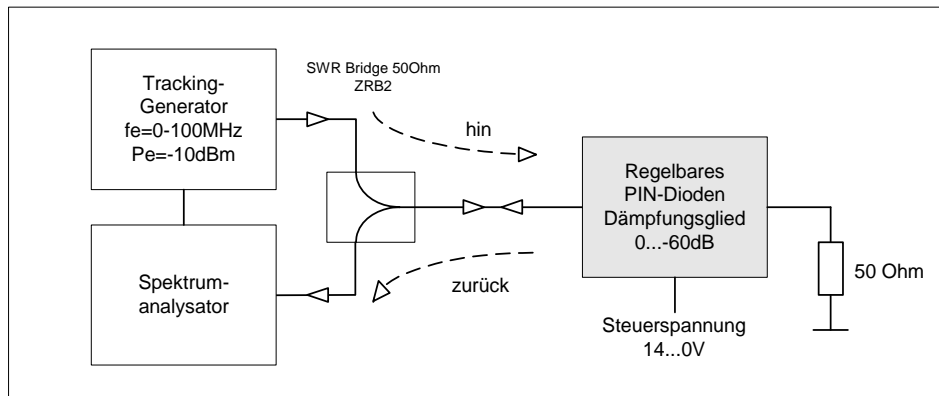 Tracking-
Generator
fe=0-100MHz
Pe=-10dBm
SWR Bridge 50Ohm
ZRB2
hin
Regelbares
PIN-Dioden
Dämpfungsglied
0...-60dB
Spektrum-
analysator
zurück
50 Ohm
Steuerspannung
14...0V